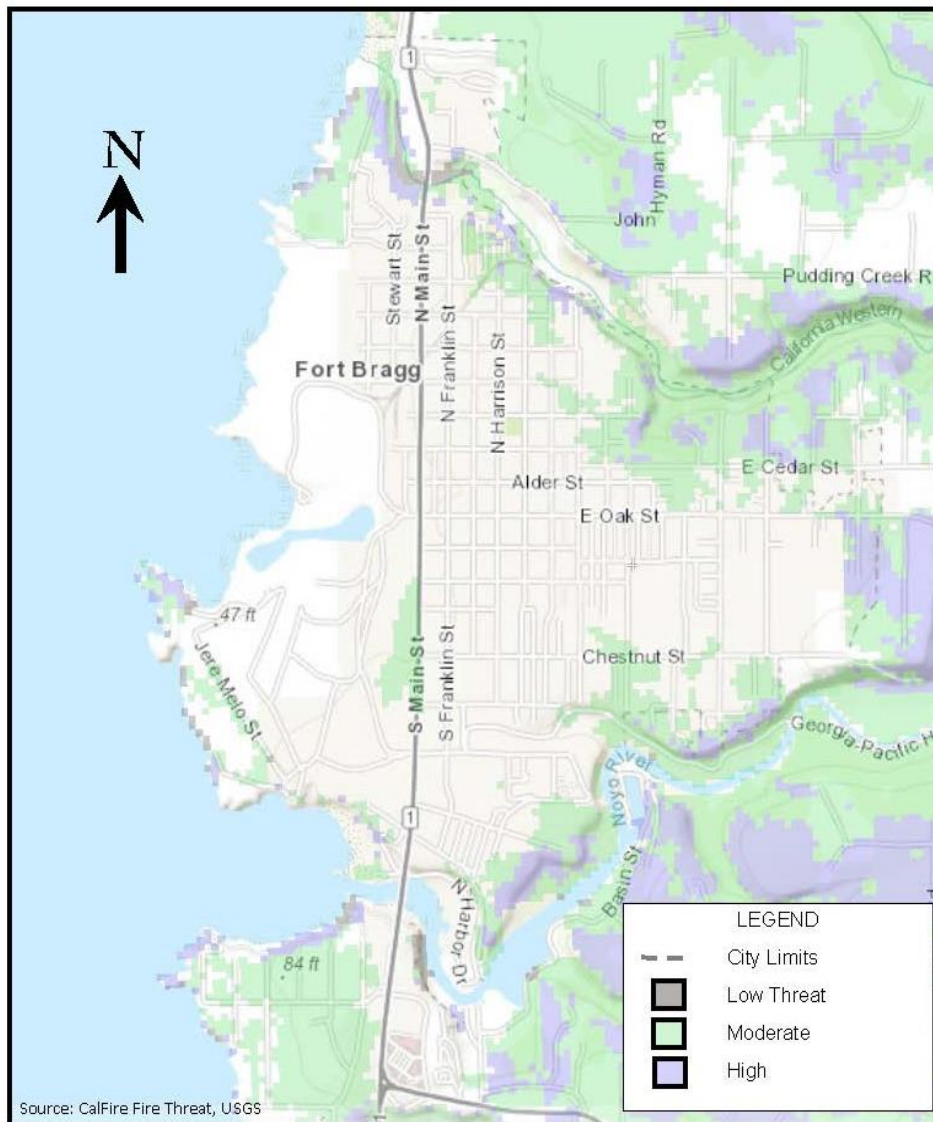 1
N
Hyman Rd
John
Stewart St
N-Main-St
Pudding Creek R
California Western
N Franklin St
Fort Bragg
N Harrison St
E Cedar St
Alder St
E Oak St
47 ft
Jere Melo St
S-Main-St
S Franklin St
Chestnut St
Georgia-Pacific H
Noyo River
1
Basin St
N Harbor Dr
84 ft
LEGEND
City Limits
Low Threat
Moderate
High
1
Source: CalFire Fire Threat, USGS